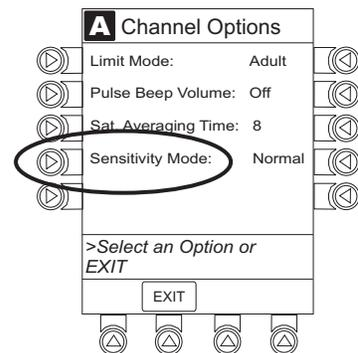 A Channel Options
Limit Mode: Adult
Pulse Beep Volume: Off
Sat. Averaging Time: 8
Sensitivity Mode: Normal
>Select an Option or
EXIT
EXIT